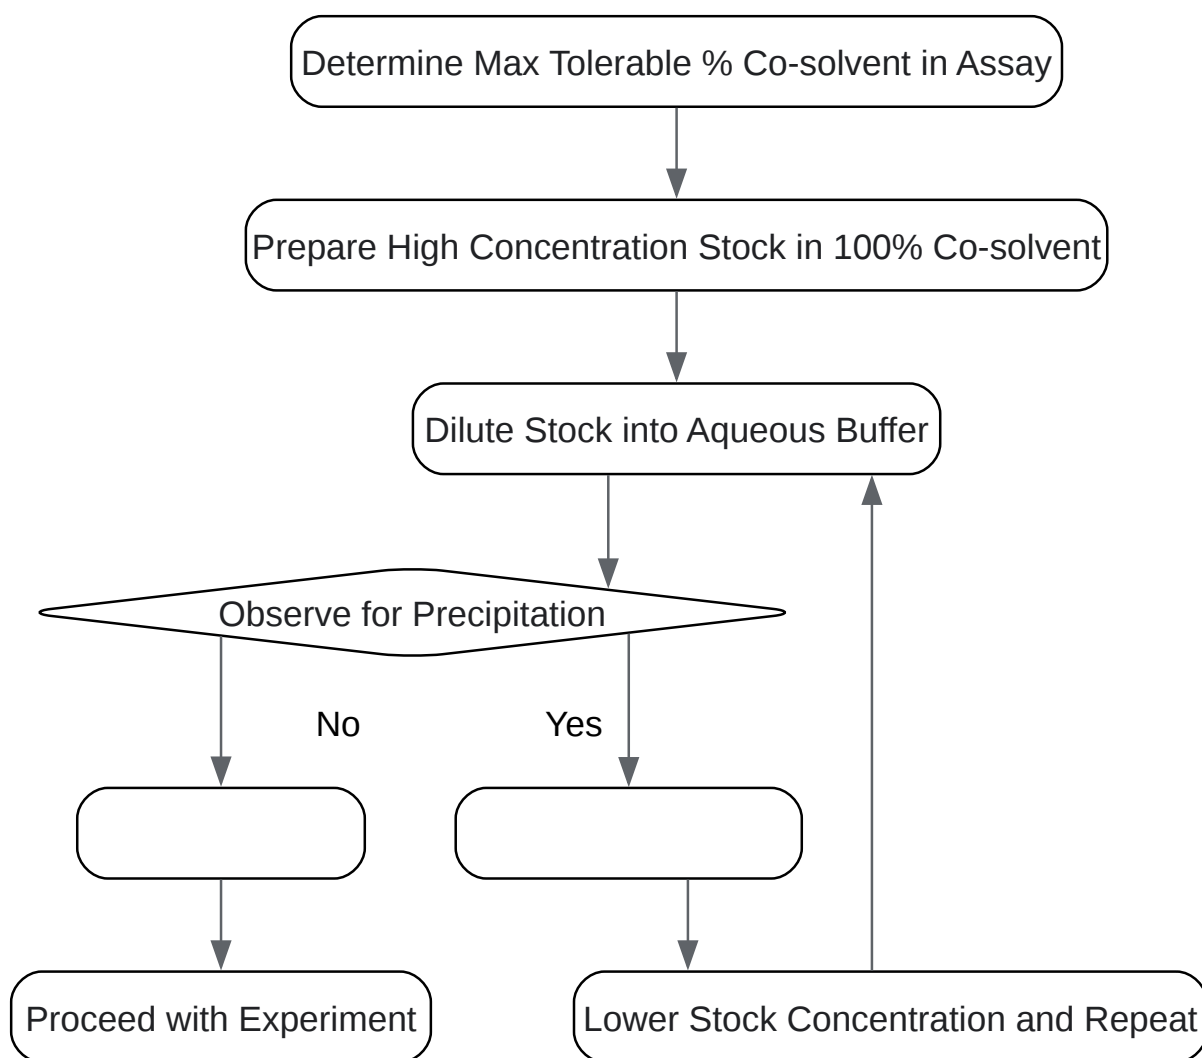 Determine Max Tolerable % Co-solvent in Assay
Prepare High Concentration Stock in 100% Co-solvent
Dilute Stock into Aqueous Buffer
Observe for Precipitation
No
Yes
Proceed with Experiment
Lower Stock Concentration and Repeat